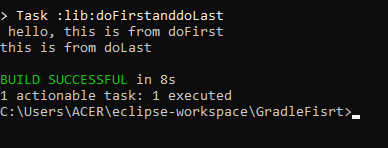 > Task :lib:doFirstanddoLast
 hello, this is from doFirst
this is from doLast
BUILD SUCCESSFUL in 8s
1 actionable task: 1 executed
C:\Users\ACER\eclipse-workspace\GradleFisrt>